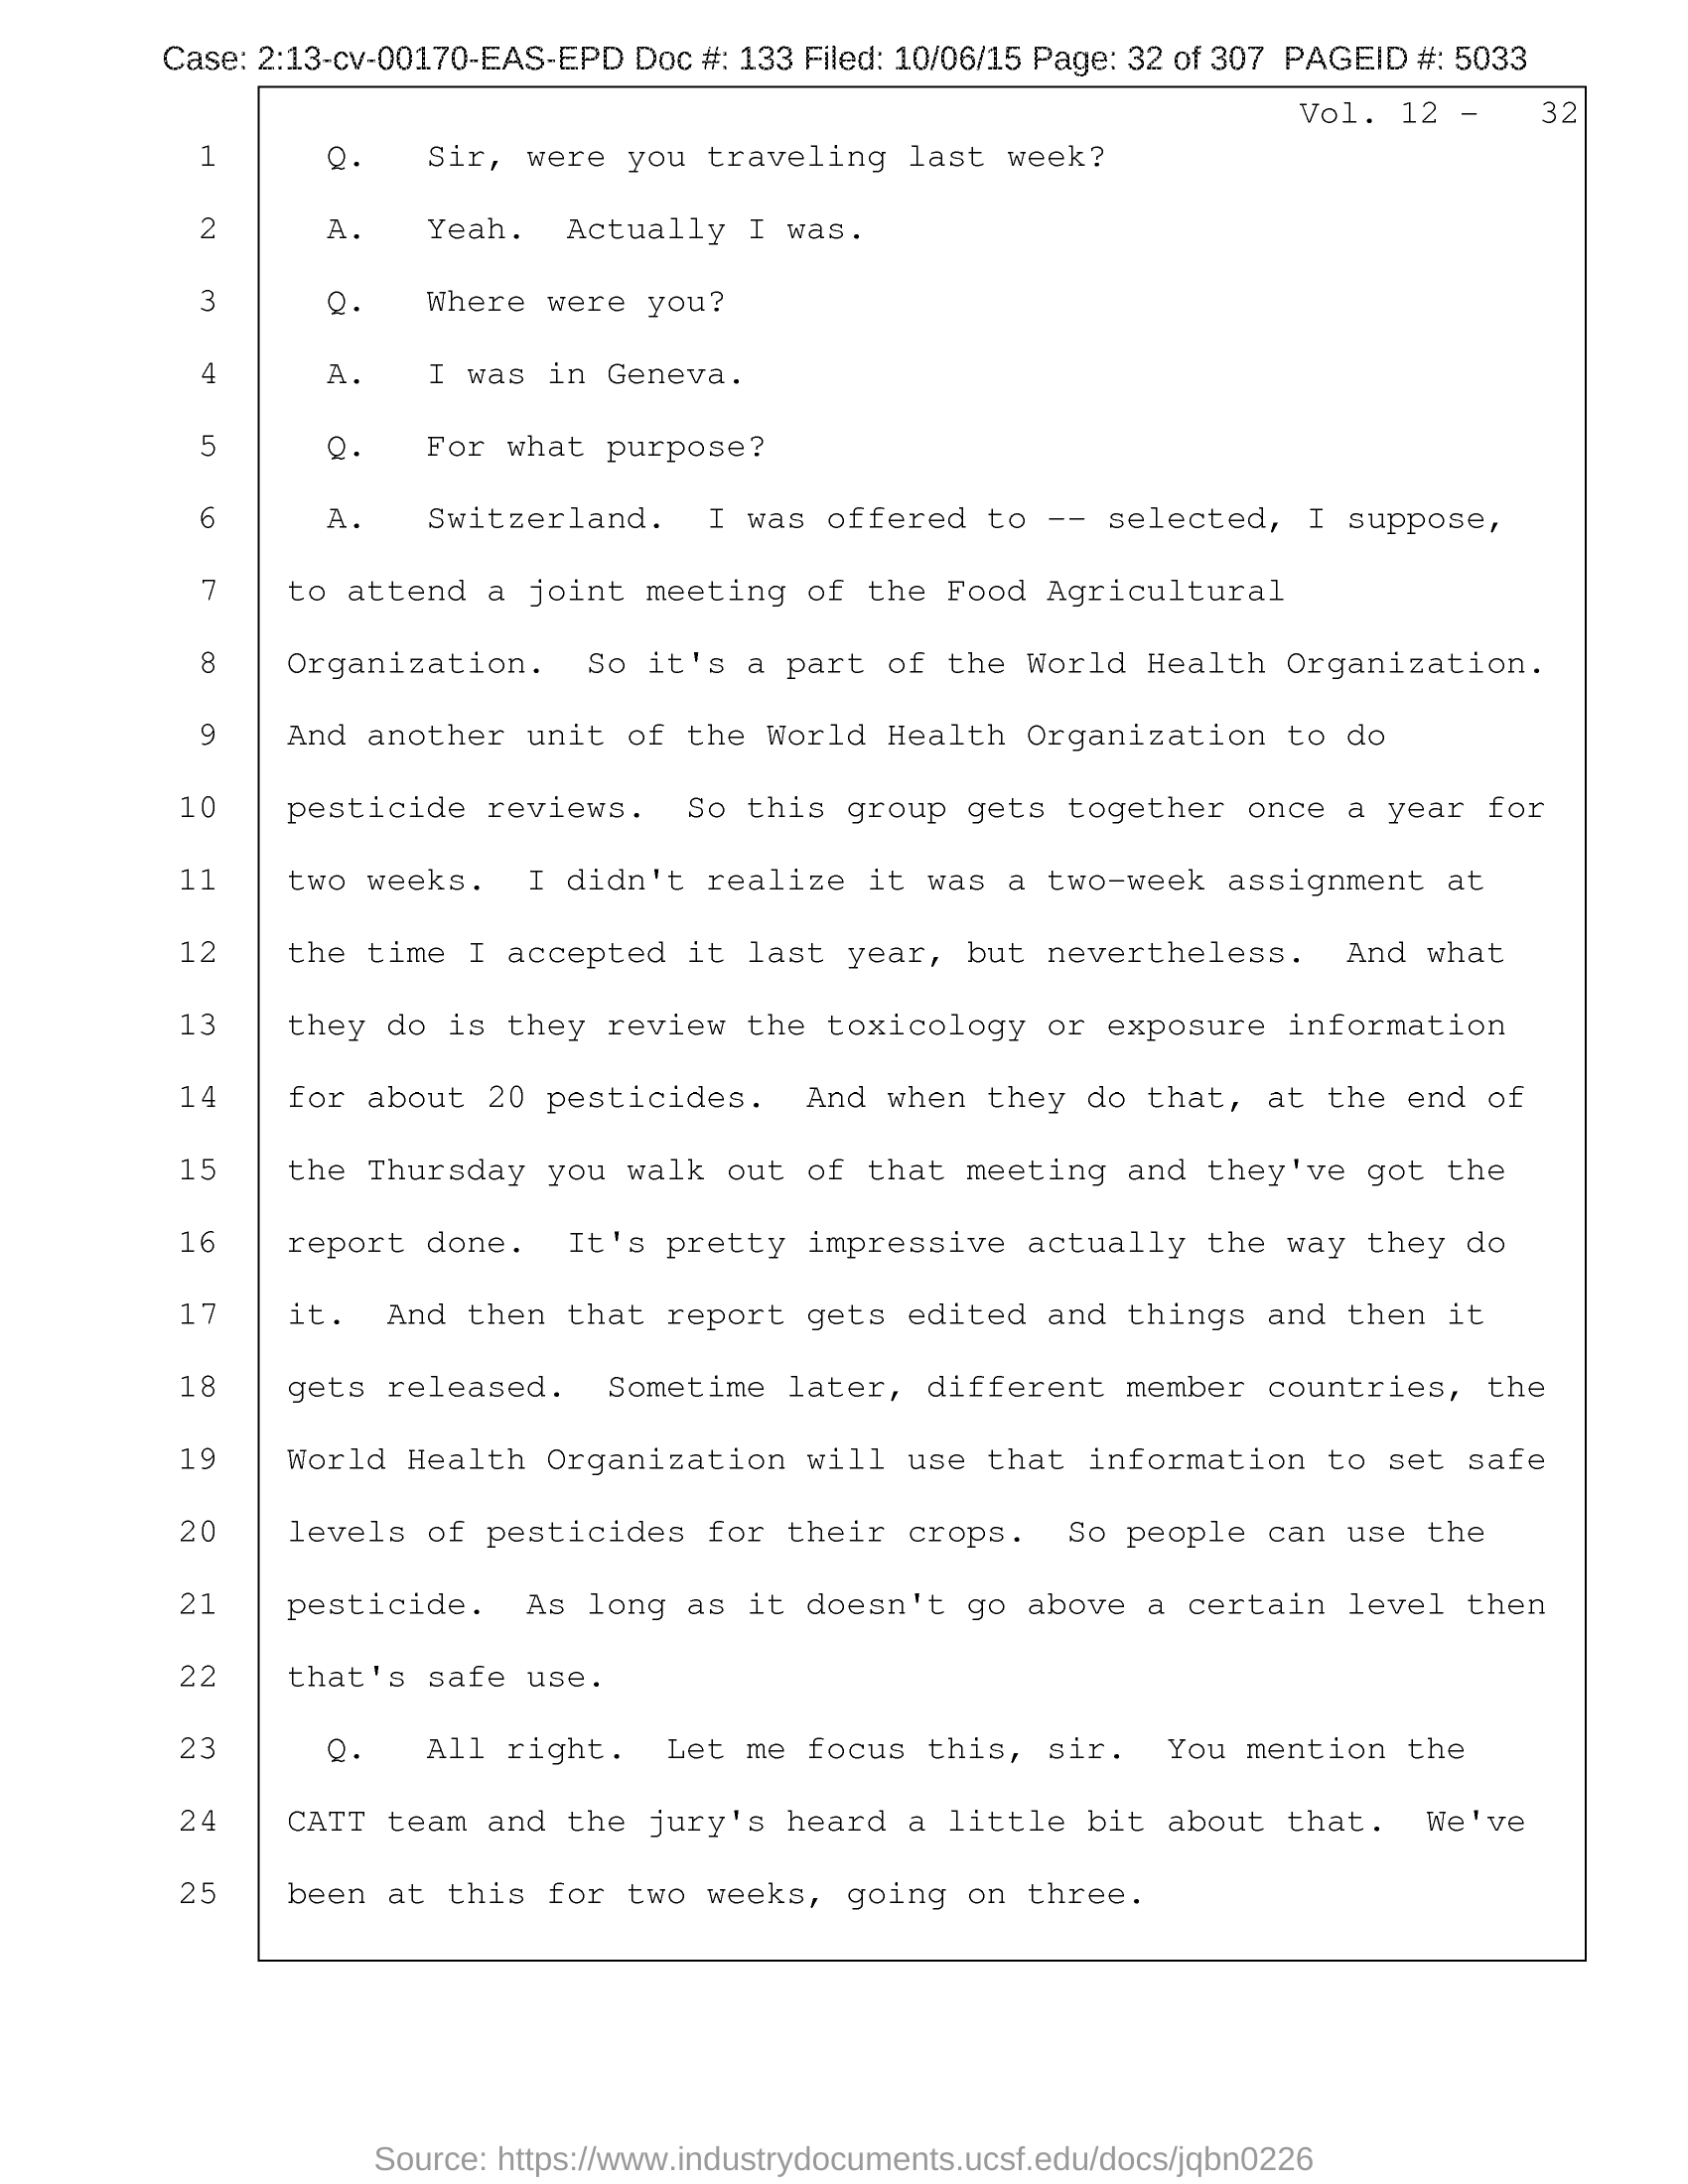 Case: 2:13-cv-00170-EAS-EPD Doc #: 133 Filed: 10/06/15 Page: 32 of 307 PAGEID #: 5033
Vol. 12 - 32
1 Q. Sir, were you traveling last week?
2 A. Yeah. Actually I was.
3 Q. Where were you?
4 A. I was in Geneva.
5 Q. For what purpose?
6 A. Switzerland. I was offered to -- selected, I suppose,
7 to attend a joint meeting of the Food Agricultural
8 Organization. So it's a part of the World Health Organization.
9 And another unit of the World Health Organization to do
10 pesticide reviews. So this group gets together once a year for
11 two weeks. I didn't realize it was a two-week assignment at
12 the time I accepted it last year, but nevertheless. And what
13 they do is they review the toxicology or exposure information
14 for about 20 pesticides. And when they do that, at the end of
15 the Thursday you walk out of that meeting and they've got the
16 report done. It's pretty impressive actually the way they do
17 it. And then that report gets edited and things and then it
18 gets released. Sometime later, different member countries, the
19 World Health Organization will use that information to set safe
20 levels of pesticides for their crops. So people can use the
21 pesticide. As long as it doesn't go above a certain level then
22 that's safe use.
23 Q. All right. Let me focus this, sir. You mention the
24 CATT team and the jury's heard a little bit about that. We've
25 been at this for two weeks, going on three.
Source: https://www.industrydocuments.ucsf.edu/docs/jqbn0226